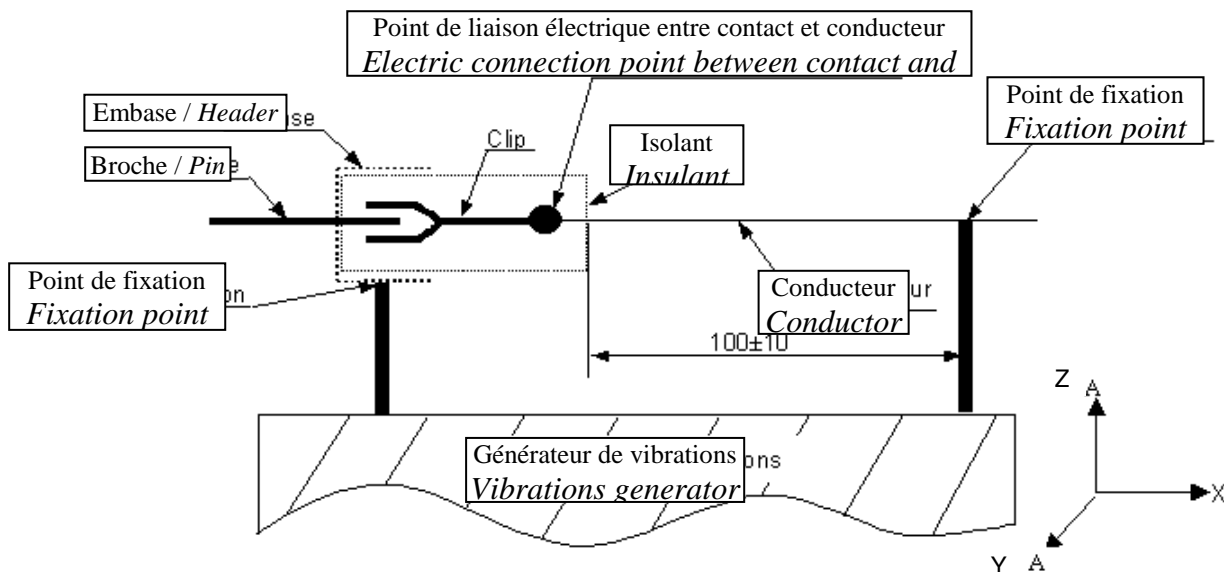 Point de liaison électrique entre contact et conducteur
Electric connection point between contact and
Embase / Header
Broche / Pin
Clip
Isolant
Insulant
Point de fixation
Fixation point
Point de fixation
Fixation point
Conducteur
Conductor
100±10
Générateur de vibrations
Vibrations generator
Z A
X
Y A